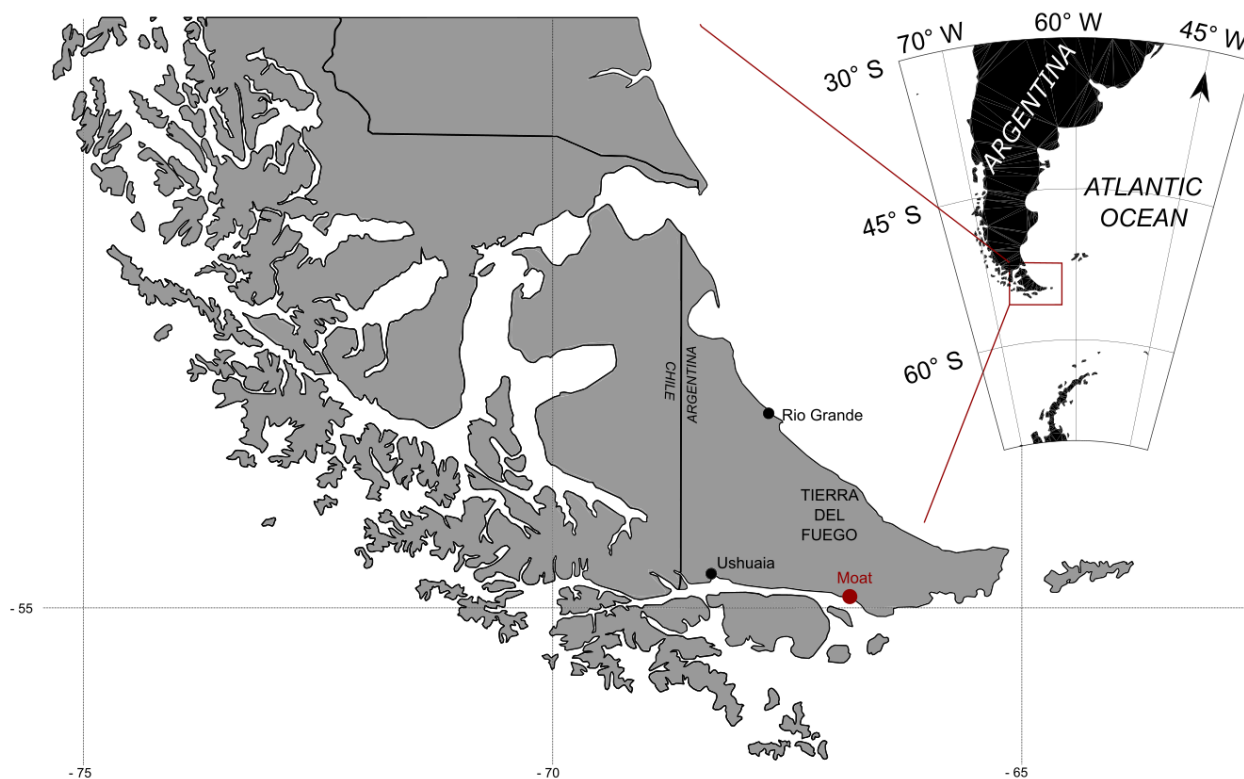 70° W
60° W
45° W
30° S
ARGENTINA
ATLANTIC
OCEAN
45° S
60° S
CHILE
ARGENTINA
Rio Grande
TIERRA
DEL
FUEGO
Ushuaia
Moat
- 55
- 75
- 70
- 65